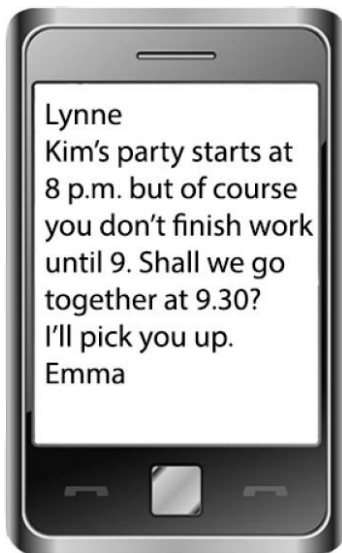 Lynne
Kim's party starts at
8 p.m. but of course
you don't finish work
until 9. Shall we go
together at 9.30?
I'll pick you up.
Emma